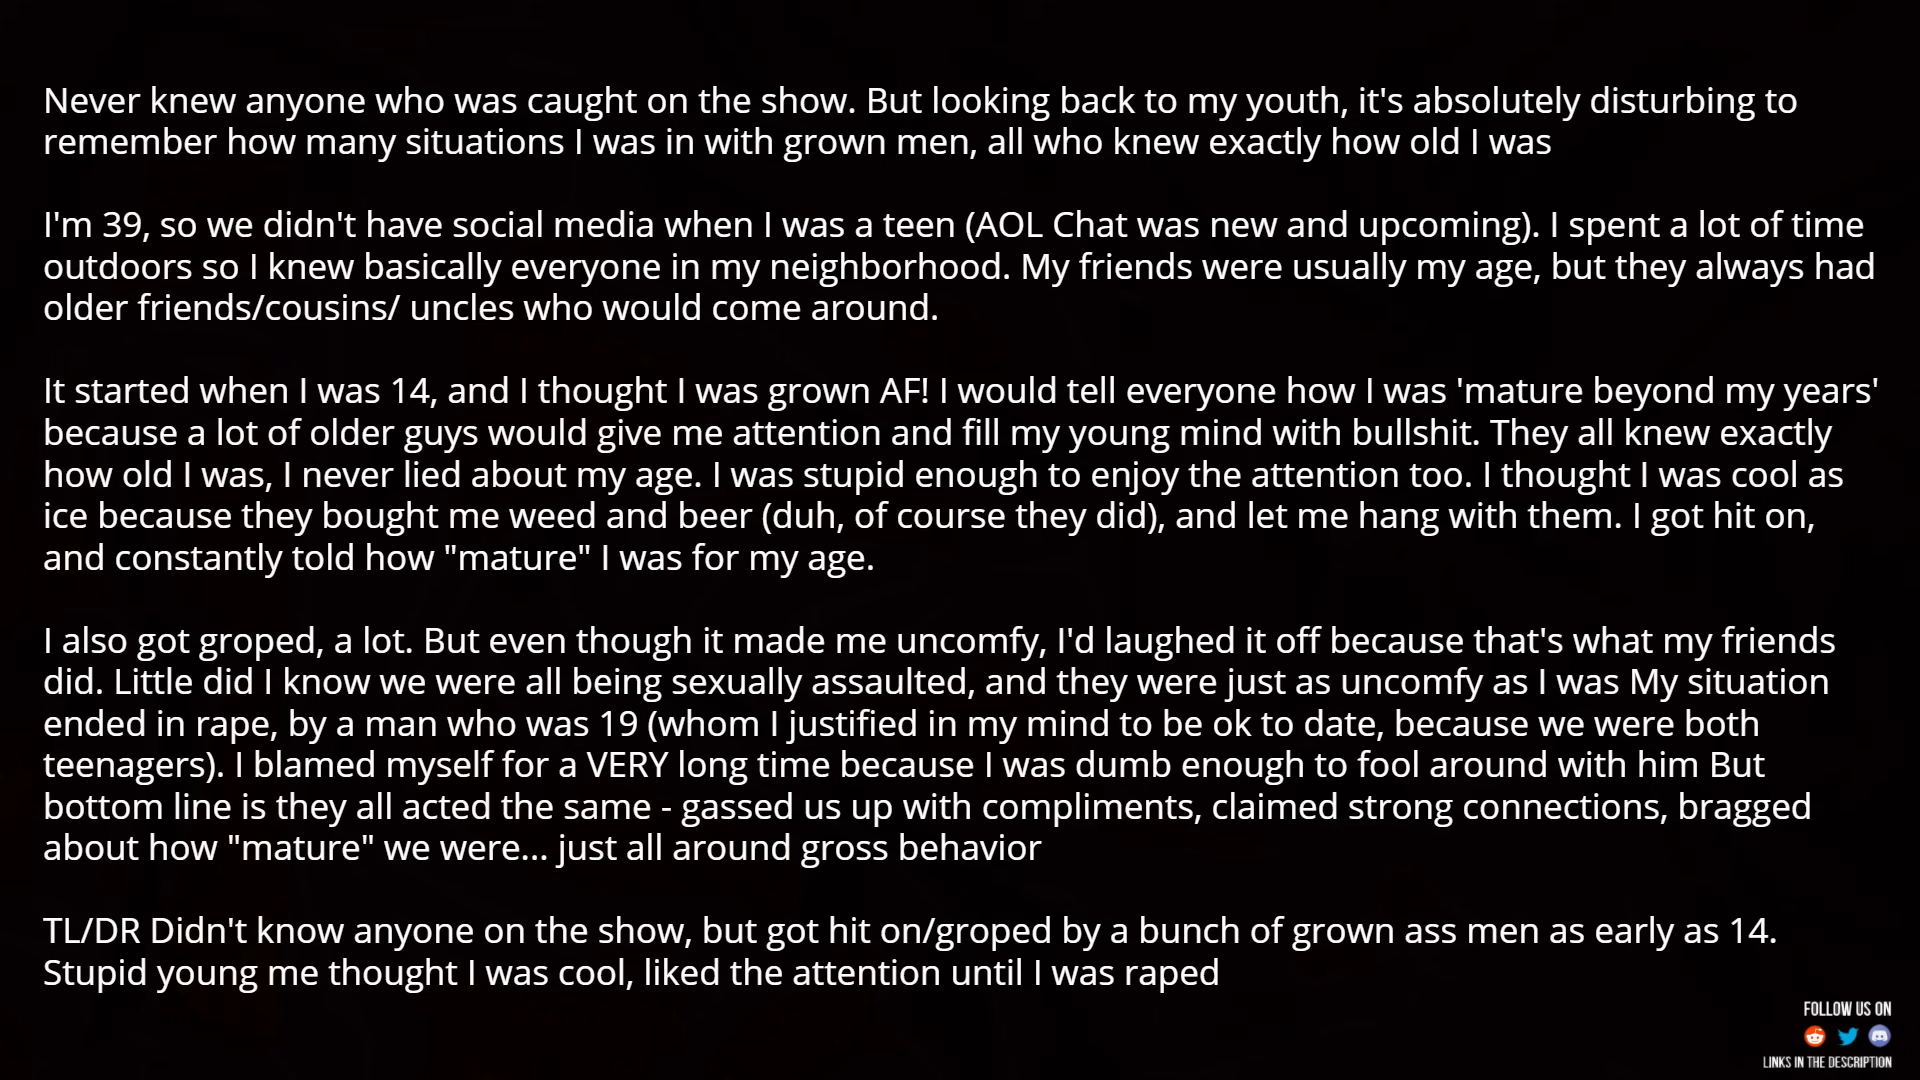 Never knew anyone who was caught on the show. But looking back to my youth, it's absolutely disturbing to
remember how many situations I was in with grown men, all who knew exactly how old I was
I'm 39, so we didn't have social media when I was a teen (AOL Chat was new and upcoming). I spent a lot of time
outdoors so I knew basically everyone in my neighborhood. My friends were usually my age, but they always had
older friends/cousins/ uncles who would come around.
It started when I was 14, and I thought I was grown AF! I would tell everyone how I was 'mature beyond my years'
because a lot of older guys would give me attention and fill my young mind with bullshit. They all knew exactly
how old I was, I never lied about my age. I was stupid enough to enjoy the attention too. I thought I was cool as
ice because they bought me weed and beer (duh, of course they did), and let me hang with them. I got hit on,
and constantly told how "mature" I was for my age.
I also got groped, a lot. But even though it made me uncomfy, I'd laughed it off because that's what my friends
did. Little did I know we were all being sexually assaulted, and they were just as uncomfy as I was My situation
ended in rape, by a man who was 19 (whom I justified in my mind to be ok to date, because we were both
teenagers). I blamed myself for a VERY long time because I was dumb enough to fool around with him But
bottom line is they all acted the same - gassed us up with compliments, claimed strong connections, bragged
about how "mature" we were... just all around gross behavior
TL/DR Didn't know anyone on the show, but got hit on/groped by a bunch of grown ass men as early as 14.
Stupid young me thought I was cool, liked the attention until I was raped
FOLLOW US ON
LINKS IN THE DESCRIPTION